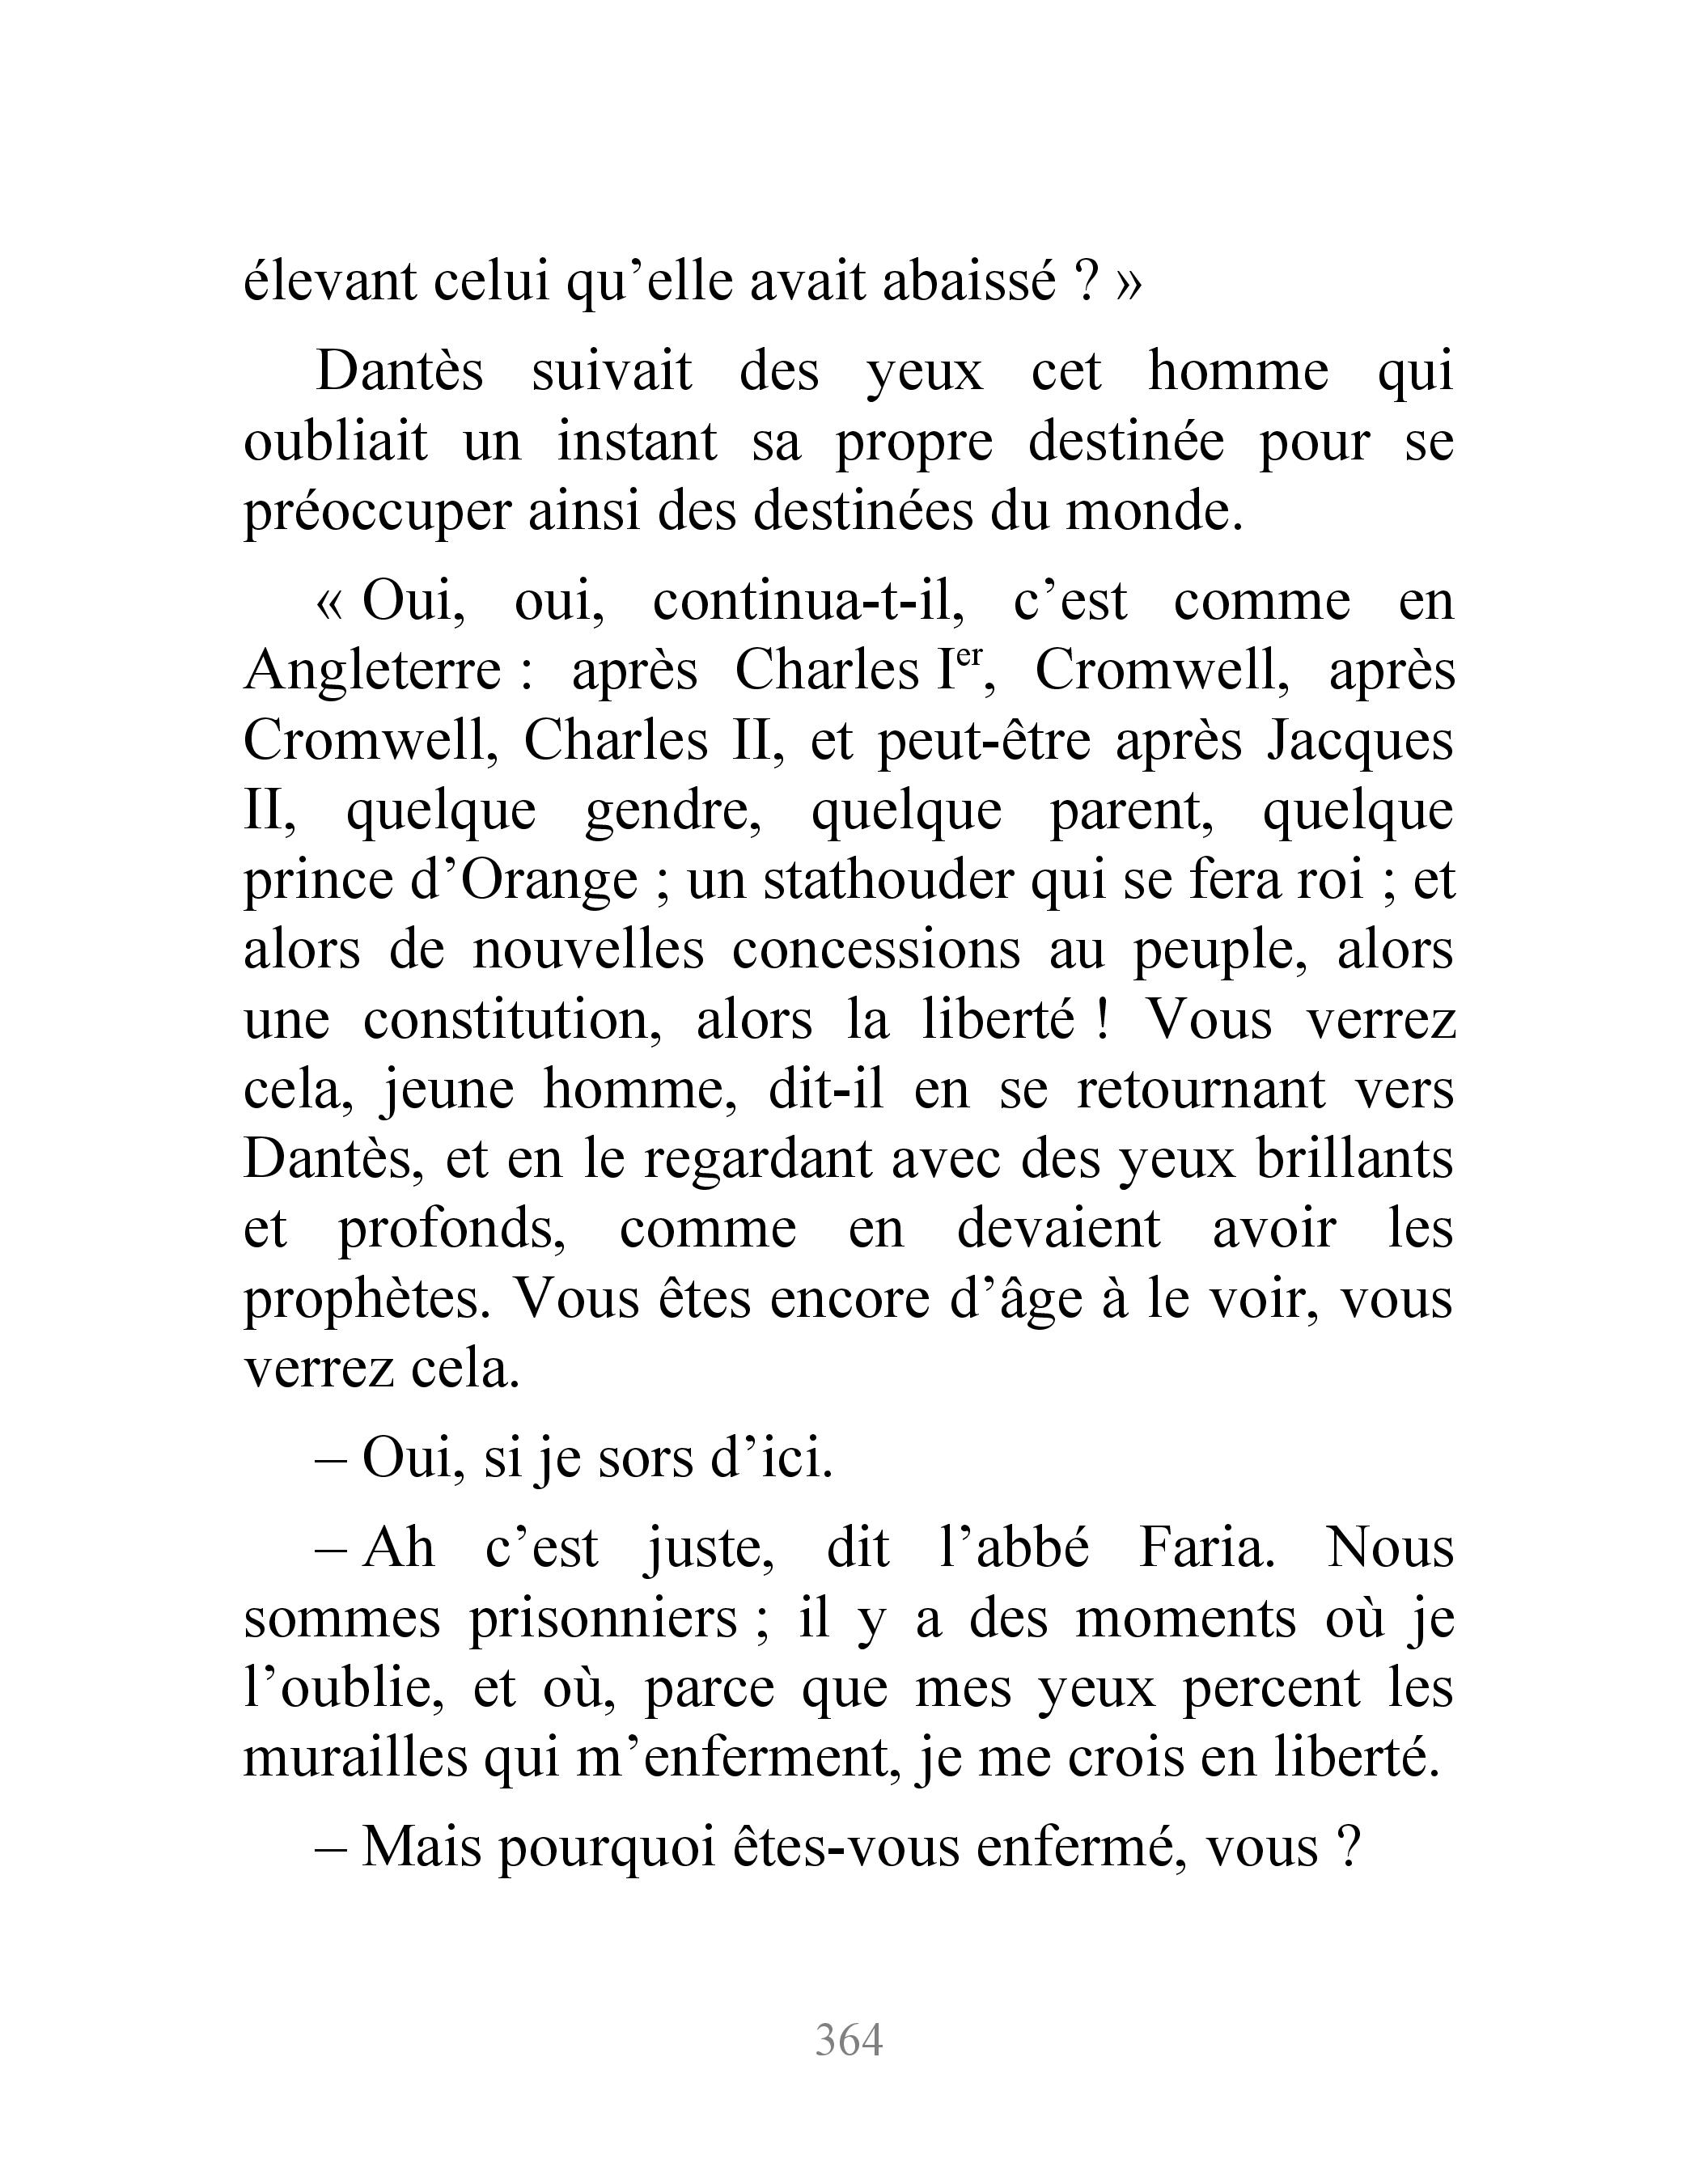 élevant celui qu’elle avait abaissé ? »
Dantès suivait des yeux cet homme qui
oubliait un instant sa propre destinée pour se
préoccuper ainsi des destinées du monde.
« Oui, oui, continua-t-il, c’est comme en
Angleterre : après Charles Ier, Cromwell, après
Cromwell, Charles II, et peut-être après Jacques
II, quelque gendre, quelque parent, quelque
prince d’Orange ; un stathouder qui se fera roi ; et
alors de nouvelles concessions au peuple, alors
une constitution, alors la liberté ! Vous verrez
cela, jeune homme, dit-il en se retournant vers
Dantès, et en le regardant avec des yeux brillants
et profonds, comme en devaient avoir les
prophètes. Vous êtes encore d’âge à le voir, vous
verrez cela.
– Oui, si je sors d’ici.
– Ah c’est juste, dit l’abbé Faria. Nous
sommes prisonniers ; il y a des moments où je
l’oublie, et où, parce que mes yeux percent les
murailles qui m’enferment, je me crois en liberté.
– Mais pourquoi êtes-vous enfermé, vous ?
364